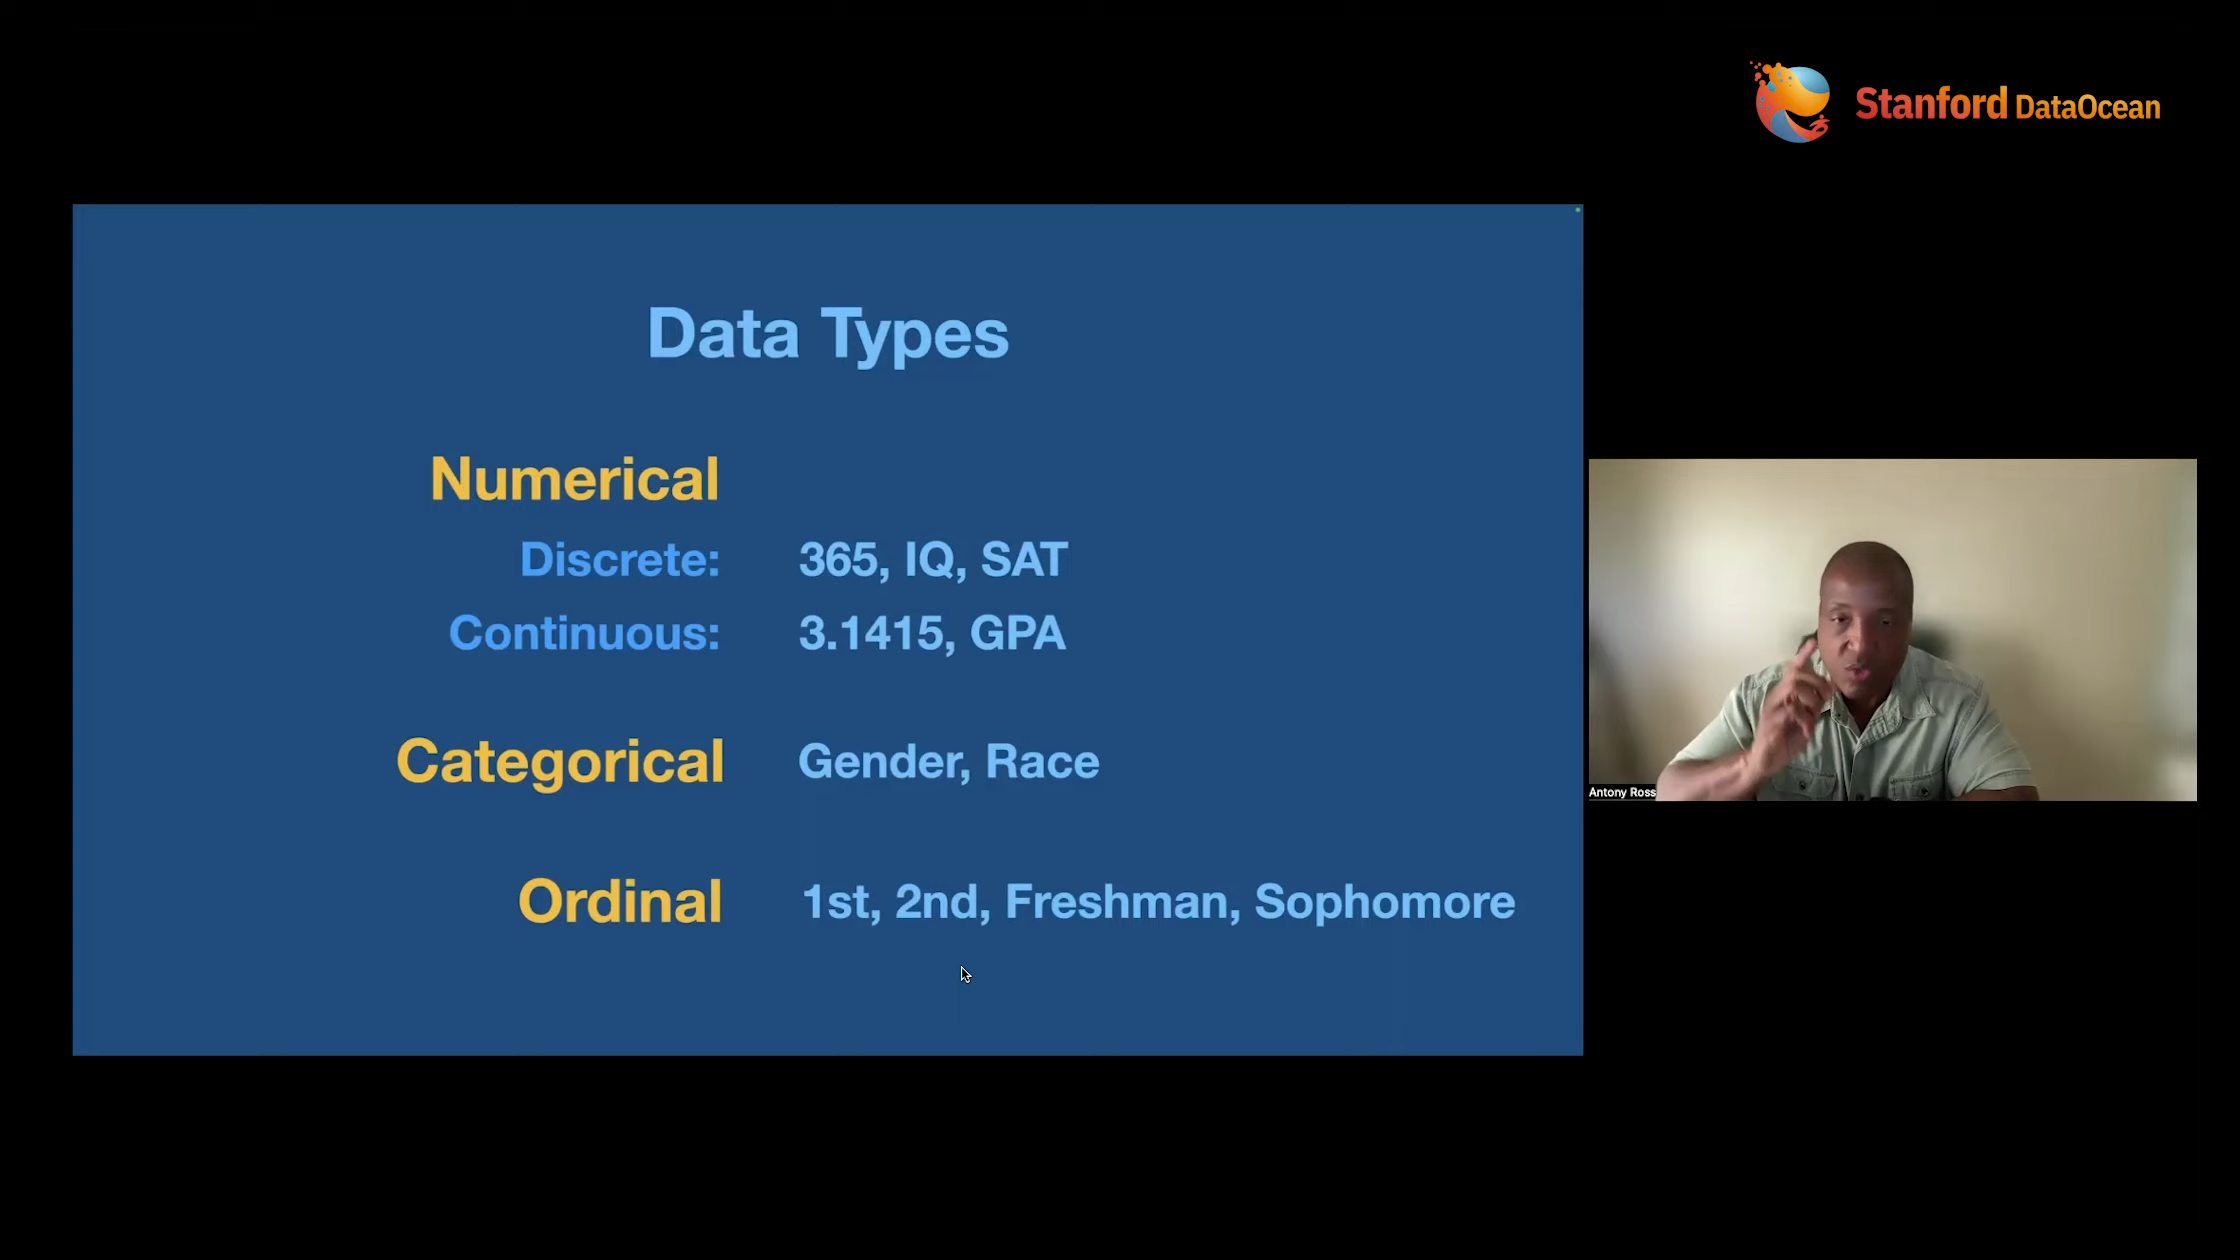 Stanford DataOcean
Data Types
Numerical
Discrete: 365, IQ, SAT
Continuous: 3.1415, GPA
Categorical Gender, Race
Ordinal 1st, 2nd, Freshman, Sophomore
Antony Ross